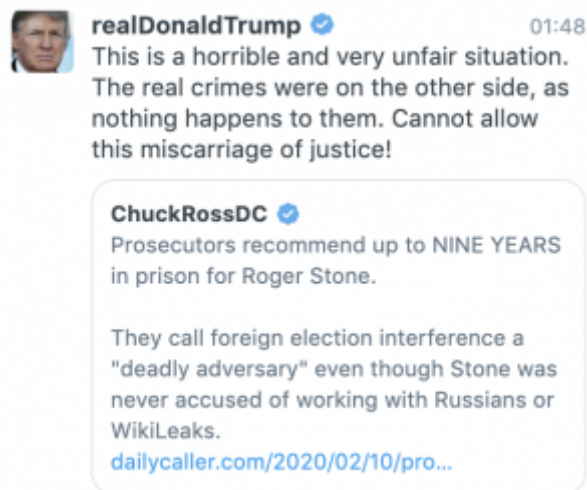 realDonaldTrump 01:48
This is a horrible and very unfair situation.
The real crimes were on the other side, as
nothing happens to them. Cannot allow
this miscarriage of justice!
ChuckRossDC
Prosecutors recommend up to NINE YEARS
in prison for Roger Stone.
They call foreign election interference a
"deadly adversary" even though Stone was
never accused of working with Russians or
WikiLeaks.
dailycaller.com/2020/02/10/pro...